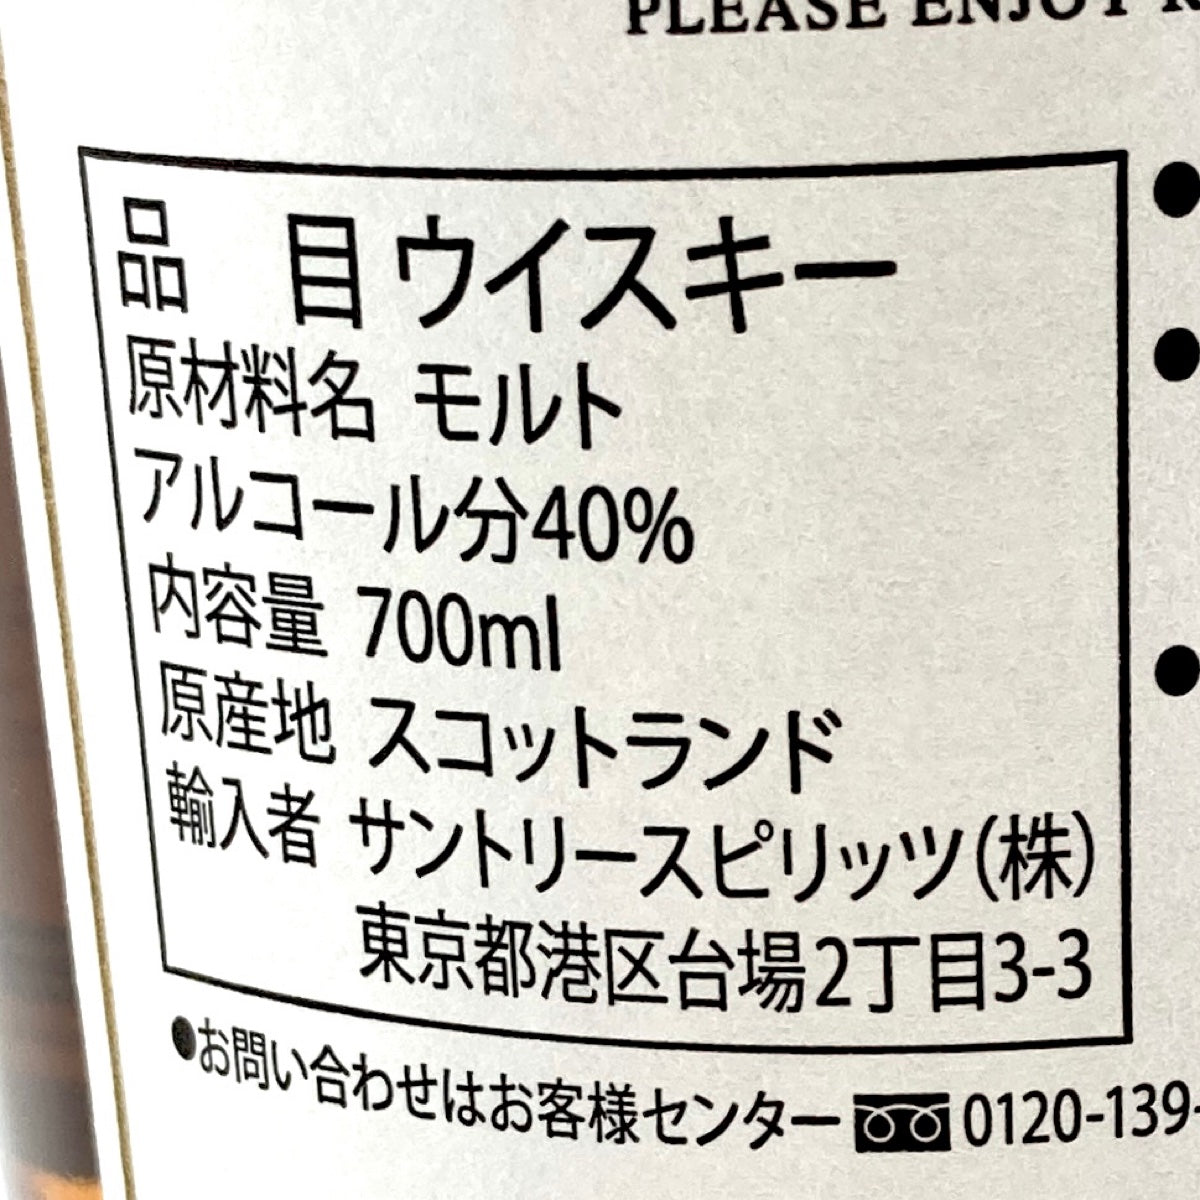 PLEASE ENJOY
品　目 ウイスキー
原材料名 モルト
アルコール分40%
内容量 700ml
原産地 スコットランド
輸入者 サントリースピリッツ(株)
東京都港区台場2丁目3-3
●お問い合わせはお客様センター 0120-139-